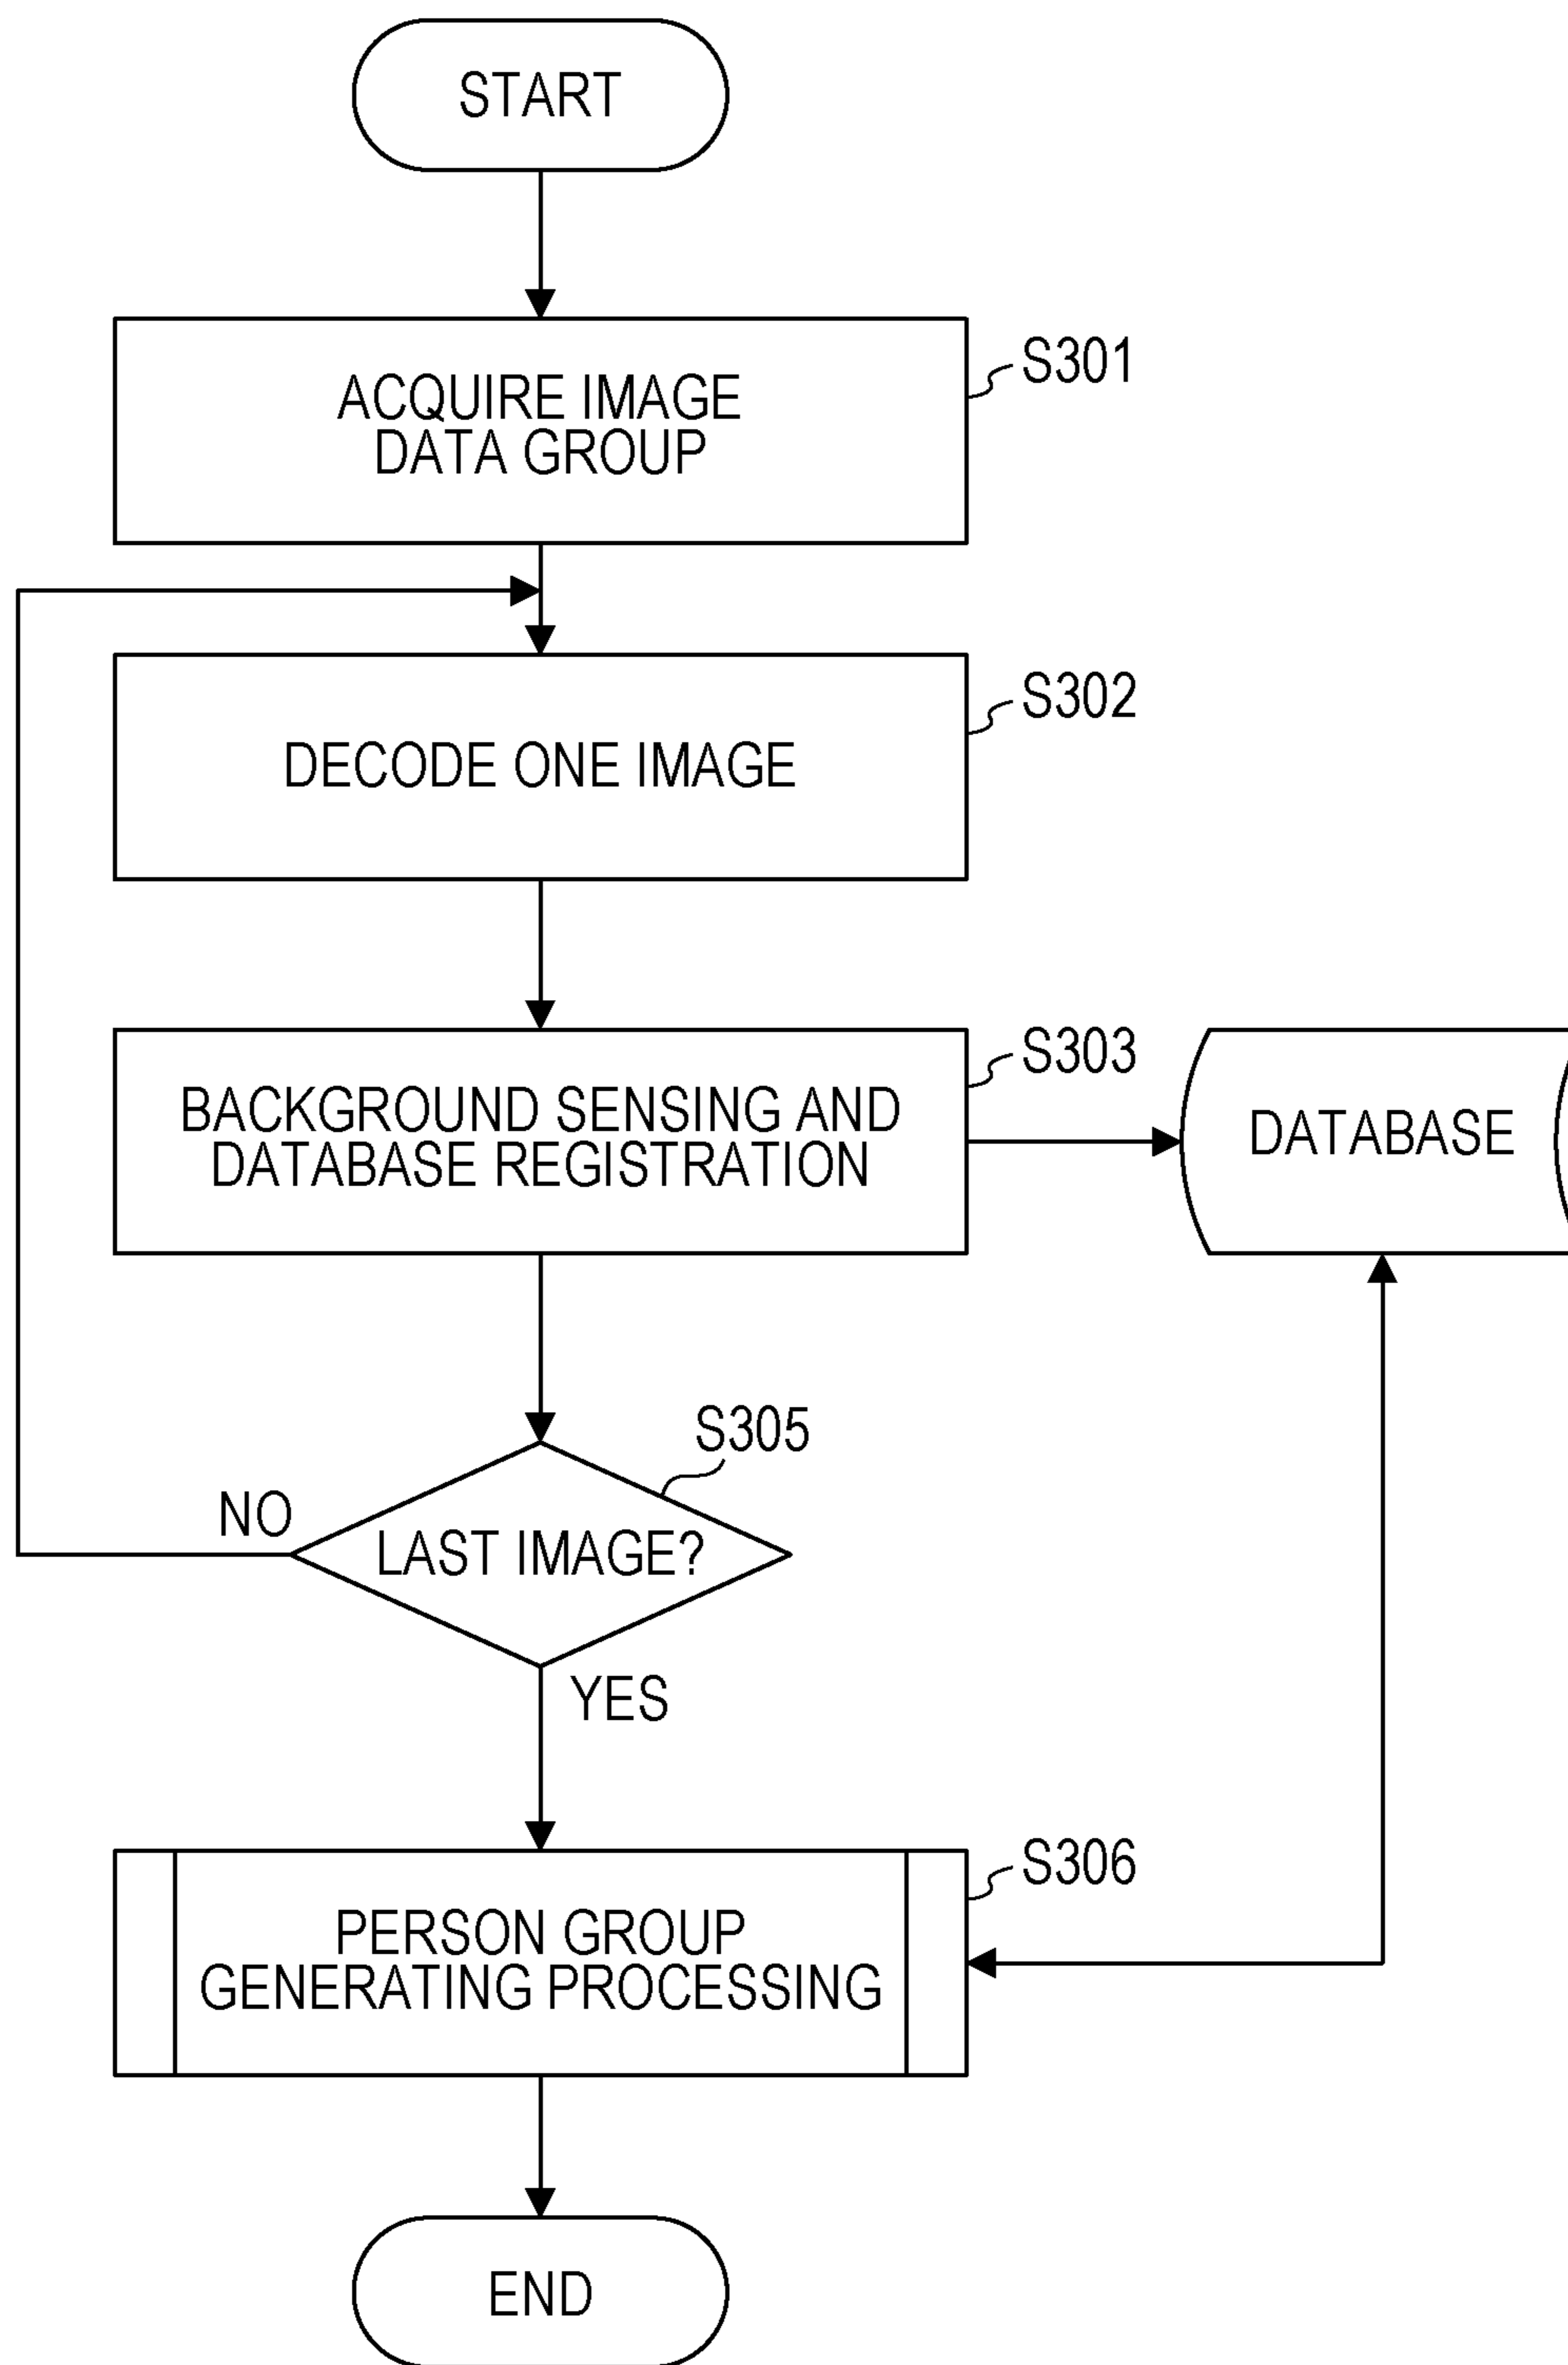 START
ACQUIRE IMAGE
DATA GROUP
S301
DECODE ONE IMAGE
S302
BACKGROUND SENSING AND
DATABASE REGISTRATION
S303
DATABASE
S305
LAST IMAGE?
NO
YES
PERSON GROUP
GENERATING PROCESSING
S306
END